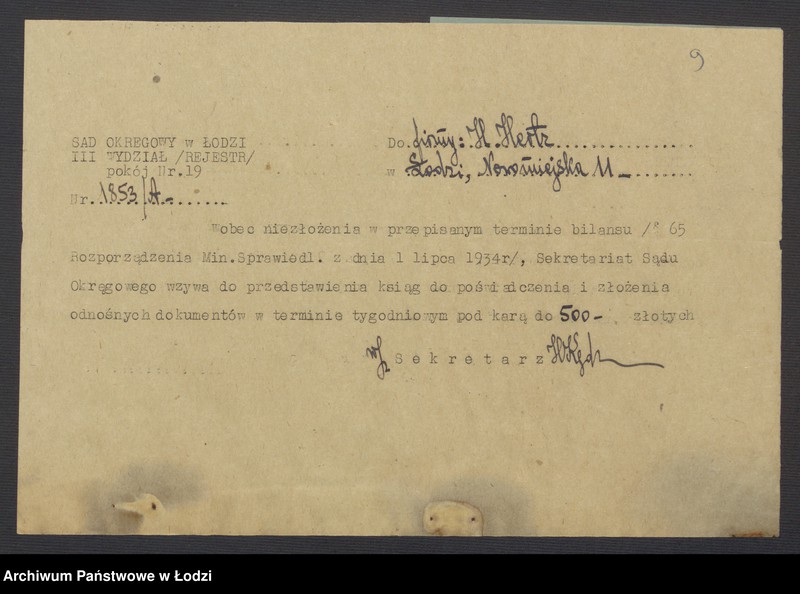 9
SAD OKREGOWY w ŁODZI
III WYDZIAŁ /REJESTR/
pokój Nr.19
Nr. 1853/A.-
Do firmy: H. Hertz
w Łodzi, Nowomiejska 11 -
Wobec niezłożenia w przepisanym terminie bilansu /§ 65
Rozporządzenia Min.Sprawiedl. z dnia 1 lipca 1934r/, Sekretariat Sądu
Okręgowego wzywa do przedstawienia ksiąg do poświadczenia i złożenia
odnośnych dokumentów w terminie tygodniowym pod karą do 500- złotych
Sekretarz
Archiwum Państwowe w Łodzi